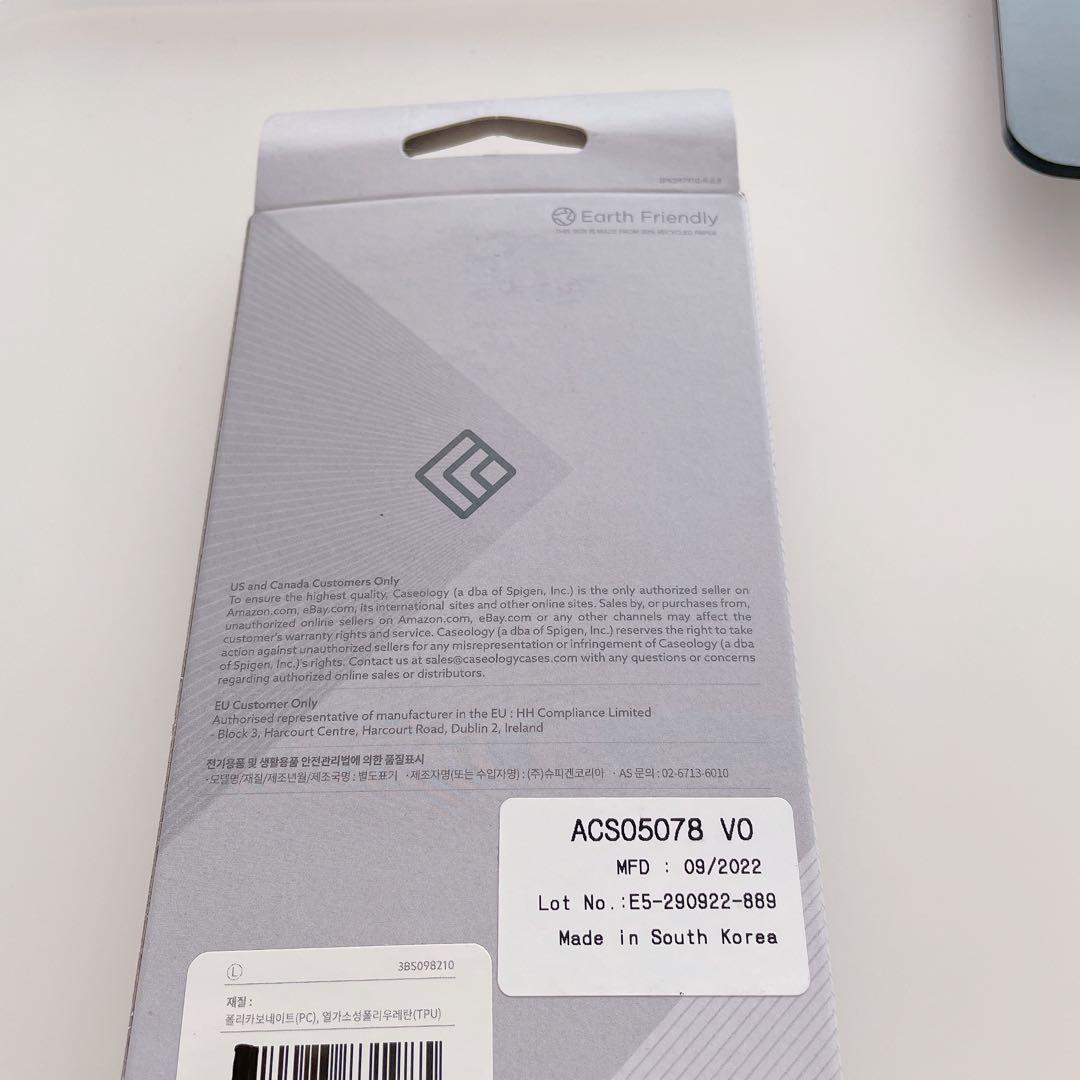 Earth Friendly
THIS BOX IS MADE FROM 30% RECYCLED PAPER
US and Canada Customers Only
To ensure the highest quality, Caseology (a dba of Spigen, Inc.) is the only authorized seller on
Amazon.com, eBay.com, its international sites and other online sites. Sales by, or purchases from,
unauthorized online sellers on Amazon.com, eBay.com or any other channels may affect the
customer's warranty rights and service. Caseology (a dba of Spigen, Inc.) reserves the right to take
action against unauthorized sellers for any misrepresentation or infringement of Caseology (a dba
of Spigen, Inc.)'s rights. Contact us at sales@caseologycases.com with any questions or concerns
regarding authorized online sales or distributors.
EU Customer Only
Authorised representative of manufacturer in the EU : HH Compliance Limited
- Block 3, Harcourt Centre, Harcourt Road, Dublin 2, Ireland
전기용품 및 생활용품 안전관리법에 의한 품질표시
· 모델명/재질/제조년월/제조국명 : 별도표기 · 제조자명(또는 수입자명) : (주)슈피겐코리아 · AS 문의 : 02-6713-6010
ACS05078 V0
MFD : 09/2022
Lot No.:E5-290922-889
Made in South Korea
L 3BS098210
재질 :
폴리카보네이트(PC), 열가소성폴리우레탄(TPU)